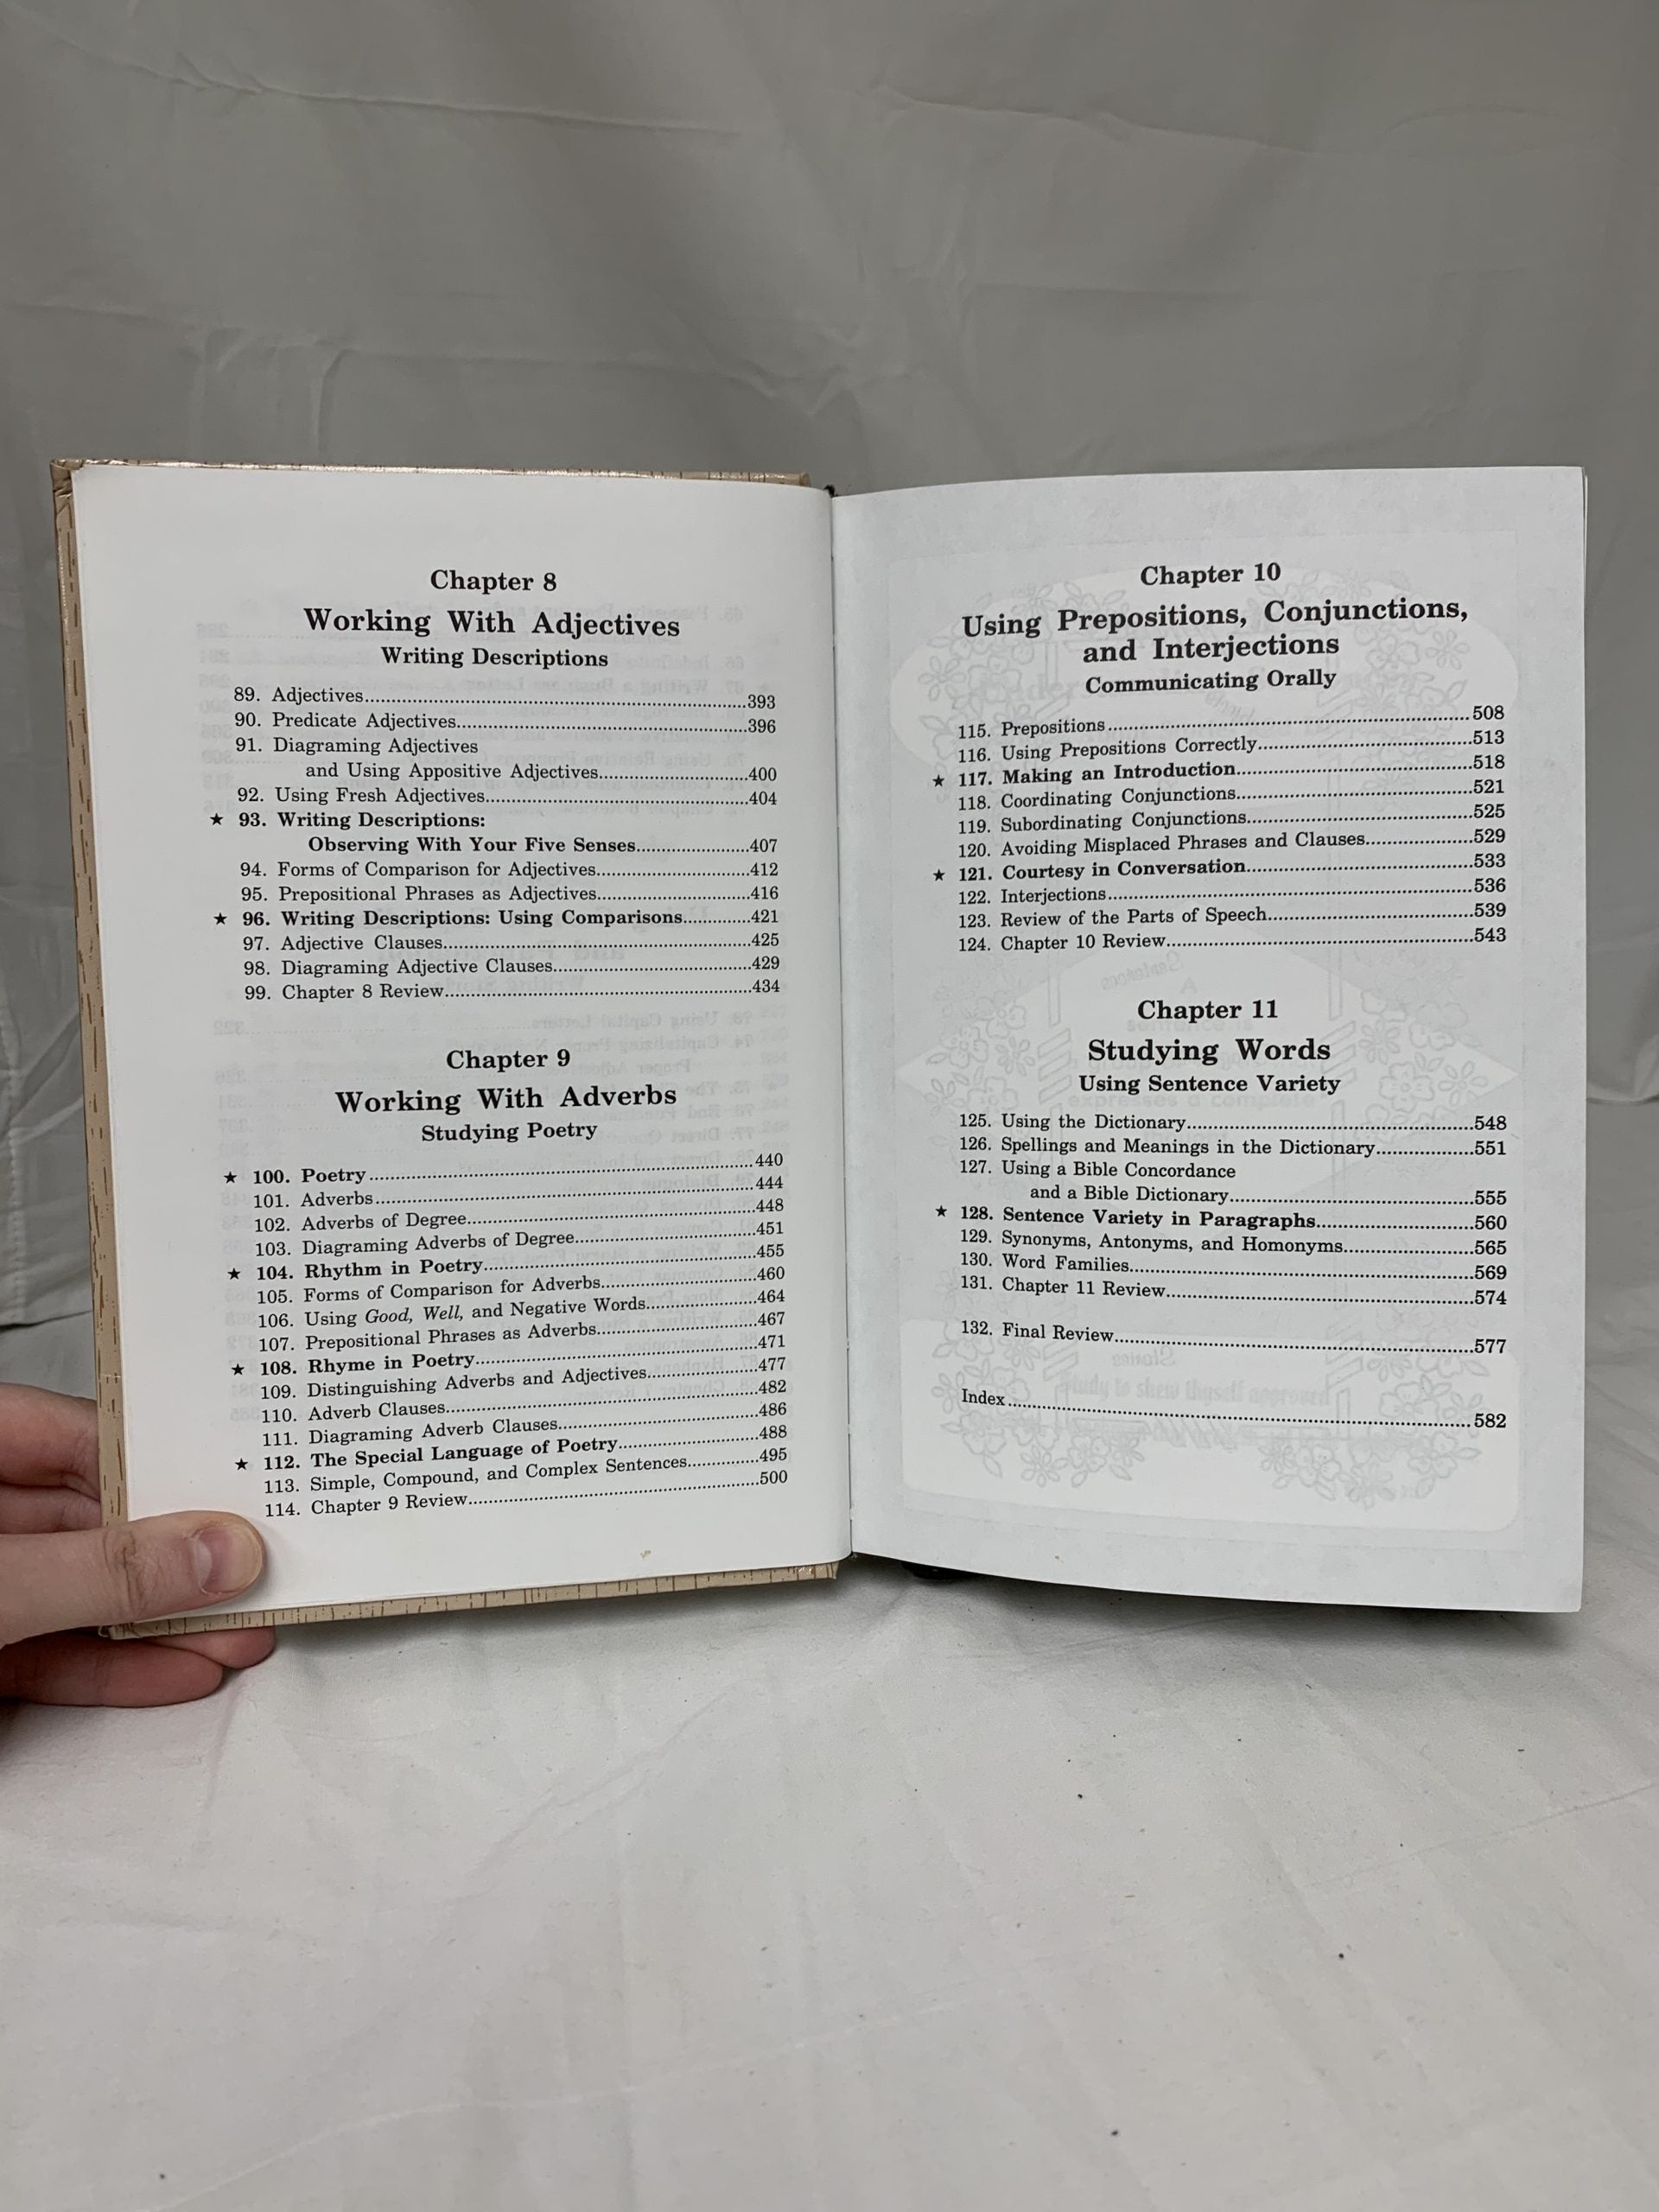 Chapter 8
Working With Adjectives
Writing Descriptions
89. Adjectives...393
90. Predicate Adjectives...396
91. Diagraming Adjectives
and Using Appositive Adjectives...400
92. Using Fresh Adjectives...404
★ 93. Writing Descriptions:
Observing With Your Five Senses...407
94. Forms of Comparison for Adjectives...412
95. Prepositional Phrases as Adjectives...416
★ 96. Writing Descriptions: Using Comparisons...421
97. Adjective Clauses...425
98. Diagraming Adjective Clauses...429
99. Chapter 8 Review...434
Chapter 9
Working With Adverbs
Studying Poetry
★ 100. Poetry...440
101. Adverbs...444
102. Adverbs of Degree...448
103. Diagraming Adverbs of Degree...451
★ 104. Rhythm in Poetry...455
105. Forms of Comparison for Adverbs...460
106. Using Good, Well, and Negative Words...464
107. Prepositional Phrases as Adverbs...467
★ 108. Rhyme in Poetry...471
109. Distinguishing Adverbs and Adjectives...477
110. Adverb Clauses...482
111. Diagraming Adverb Clauses...486
★ 112. The Special Language of Poetry...488
113. Simple, Compound, and Complex Sentences...495
114. Chapter 9 Review...500
Chapter 10
Using Prepositions, Conjunctions,
and Interjections
Communicating Orally
115. Prepositions...508
116. Using Prepositions Correctly...513
★ 117. Making an Introduction...518
118. Coordinating Conjunctions...521
119. Subordinating Conjunctions...525
120. Avoiding Misplaced Phrases and Clauses...529
★ 121. Courtesy in Conversation...533
122. Interjections...536
123. Review of the Parts of Speech...539
124. Chapter 10 Review...543
Chapter 11
Studying Words
Using Sentence Variety
125. Using the Dictionary...548
126. Spellings and Meanings in the Dictionary...551
127. Using a Bible Concordance
and a Bible Dictionary...555
★ 128. Sentence Variety in Paragraphs...560
129. Synonyms, Antonyms, and Homonyms...565
130. Word Families...569
131. Chapter 11 Review...574
132. Final Review...577
Index...582